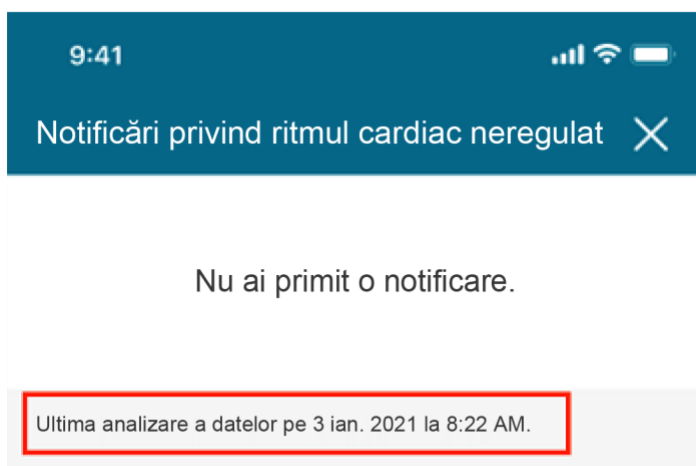 9:41
Notificări privind ritmul cardiac neregulat
Nu ai primit o notificare.
Ultima analizare a datelor pe 3 ian. 2021 la 8:22 AM.